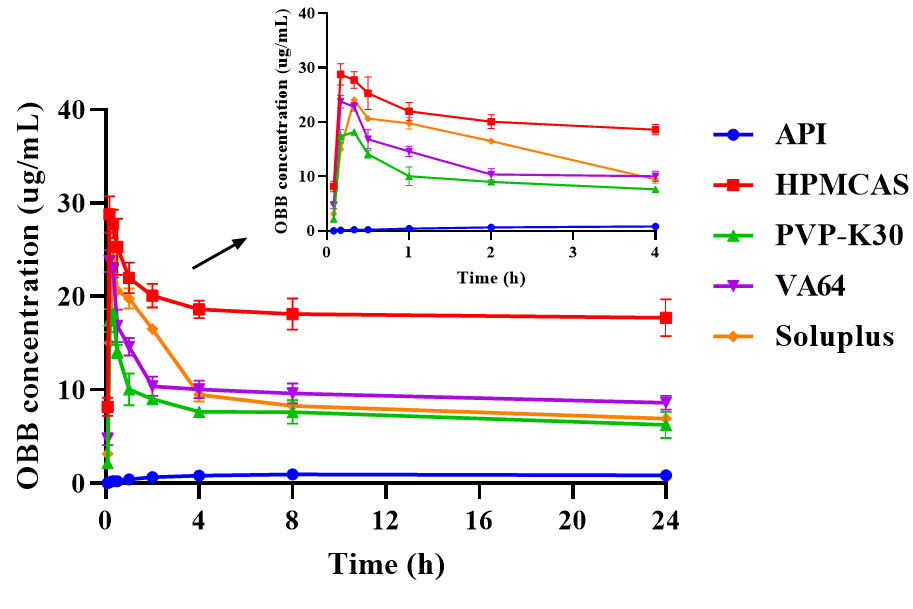 OBB concentration (ug/mL)
40
30
20
10
0
0
1
2
3
4
Time (h)
OBB concentration (ug/mL)
40
30
20
10
0
0
4
8
12
16
20
24
Time (h)
API
HPMCAS
PVP-K30
VA64
Soluplus